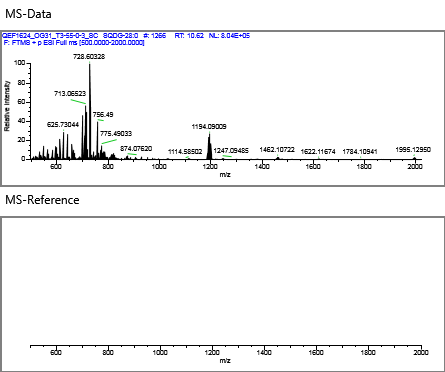 MS-Data
QEF1624_OG31_T3-55-0-3_SC SQDG-28:0 #: 1266 RT: 10.62 NL: 8.04E+05
F: FTMS + p ESI Full ms [500.0000-2000.0000]
Relative Intensity
100
80
60
40
20
0
728.60328
713.06523
756.49
625.73044
775.49033
874.07620
1114.58502
1194.09009
1247.09485
1462.10722
1622.11674
1784.10941
1995.12950
600 800 1000 1200 1400 1600 1800 2000
m/z
MS-Reference
600 800 1000 1200 1400 1600 1800 2000
m/z